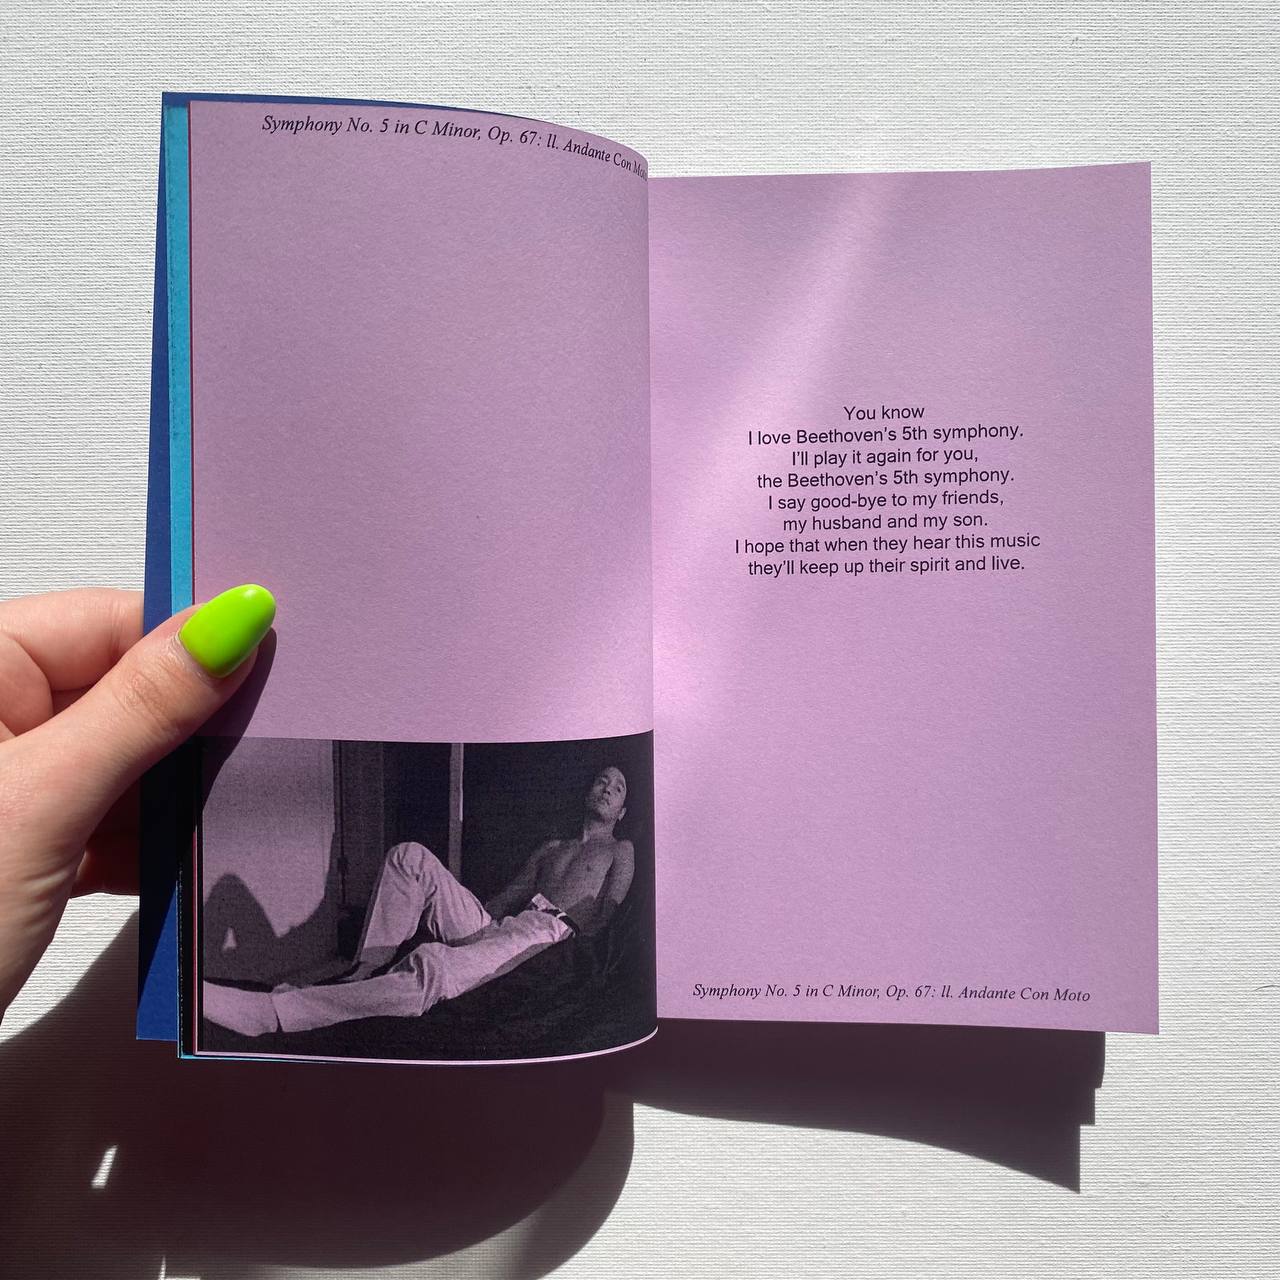 Symphony No. 5 in C Minor, Op. 67: ll. Andante Con Moto
You know
I love Beethoven's 5th symphony.
I'll play it again for you,
the Beethoven's 5th symphony.
I say good-bye to my friends,
my husband and my son.
I hope that when they hear this music
they'll keep up their spirit and live.
Symphony No. 5 in C Minor, Op. 67: ll. Andante Con Moto